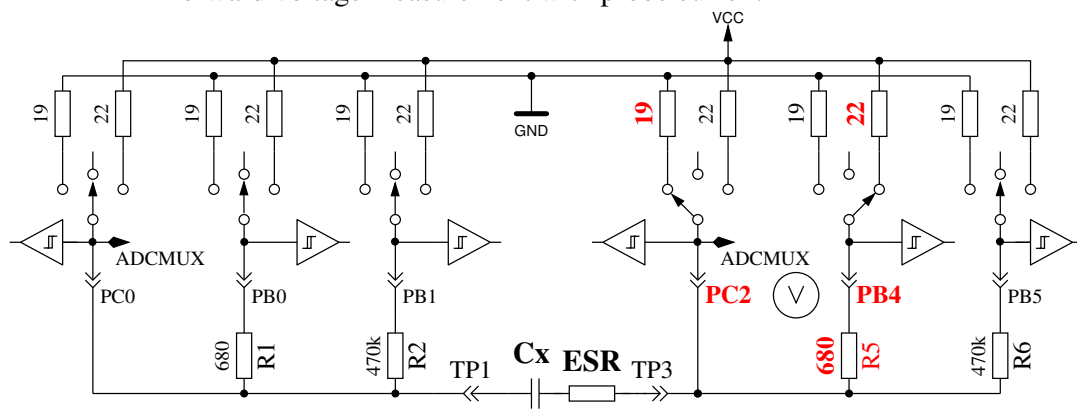 VCC
19 22 19 22 19 22 19 22 19 22 19 22
GND
ADCMUX ADCMUX
PC0 PB0 PB1 PC2 V PB4 PB5
680 R1 470k R2 680 R5 470k R6
TP1 Cx ESR TP3